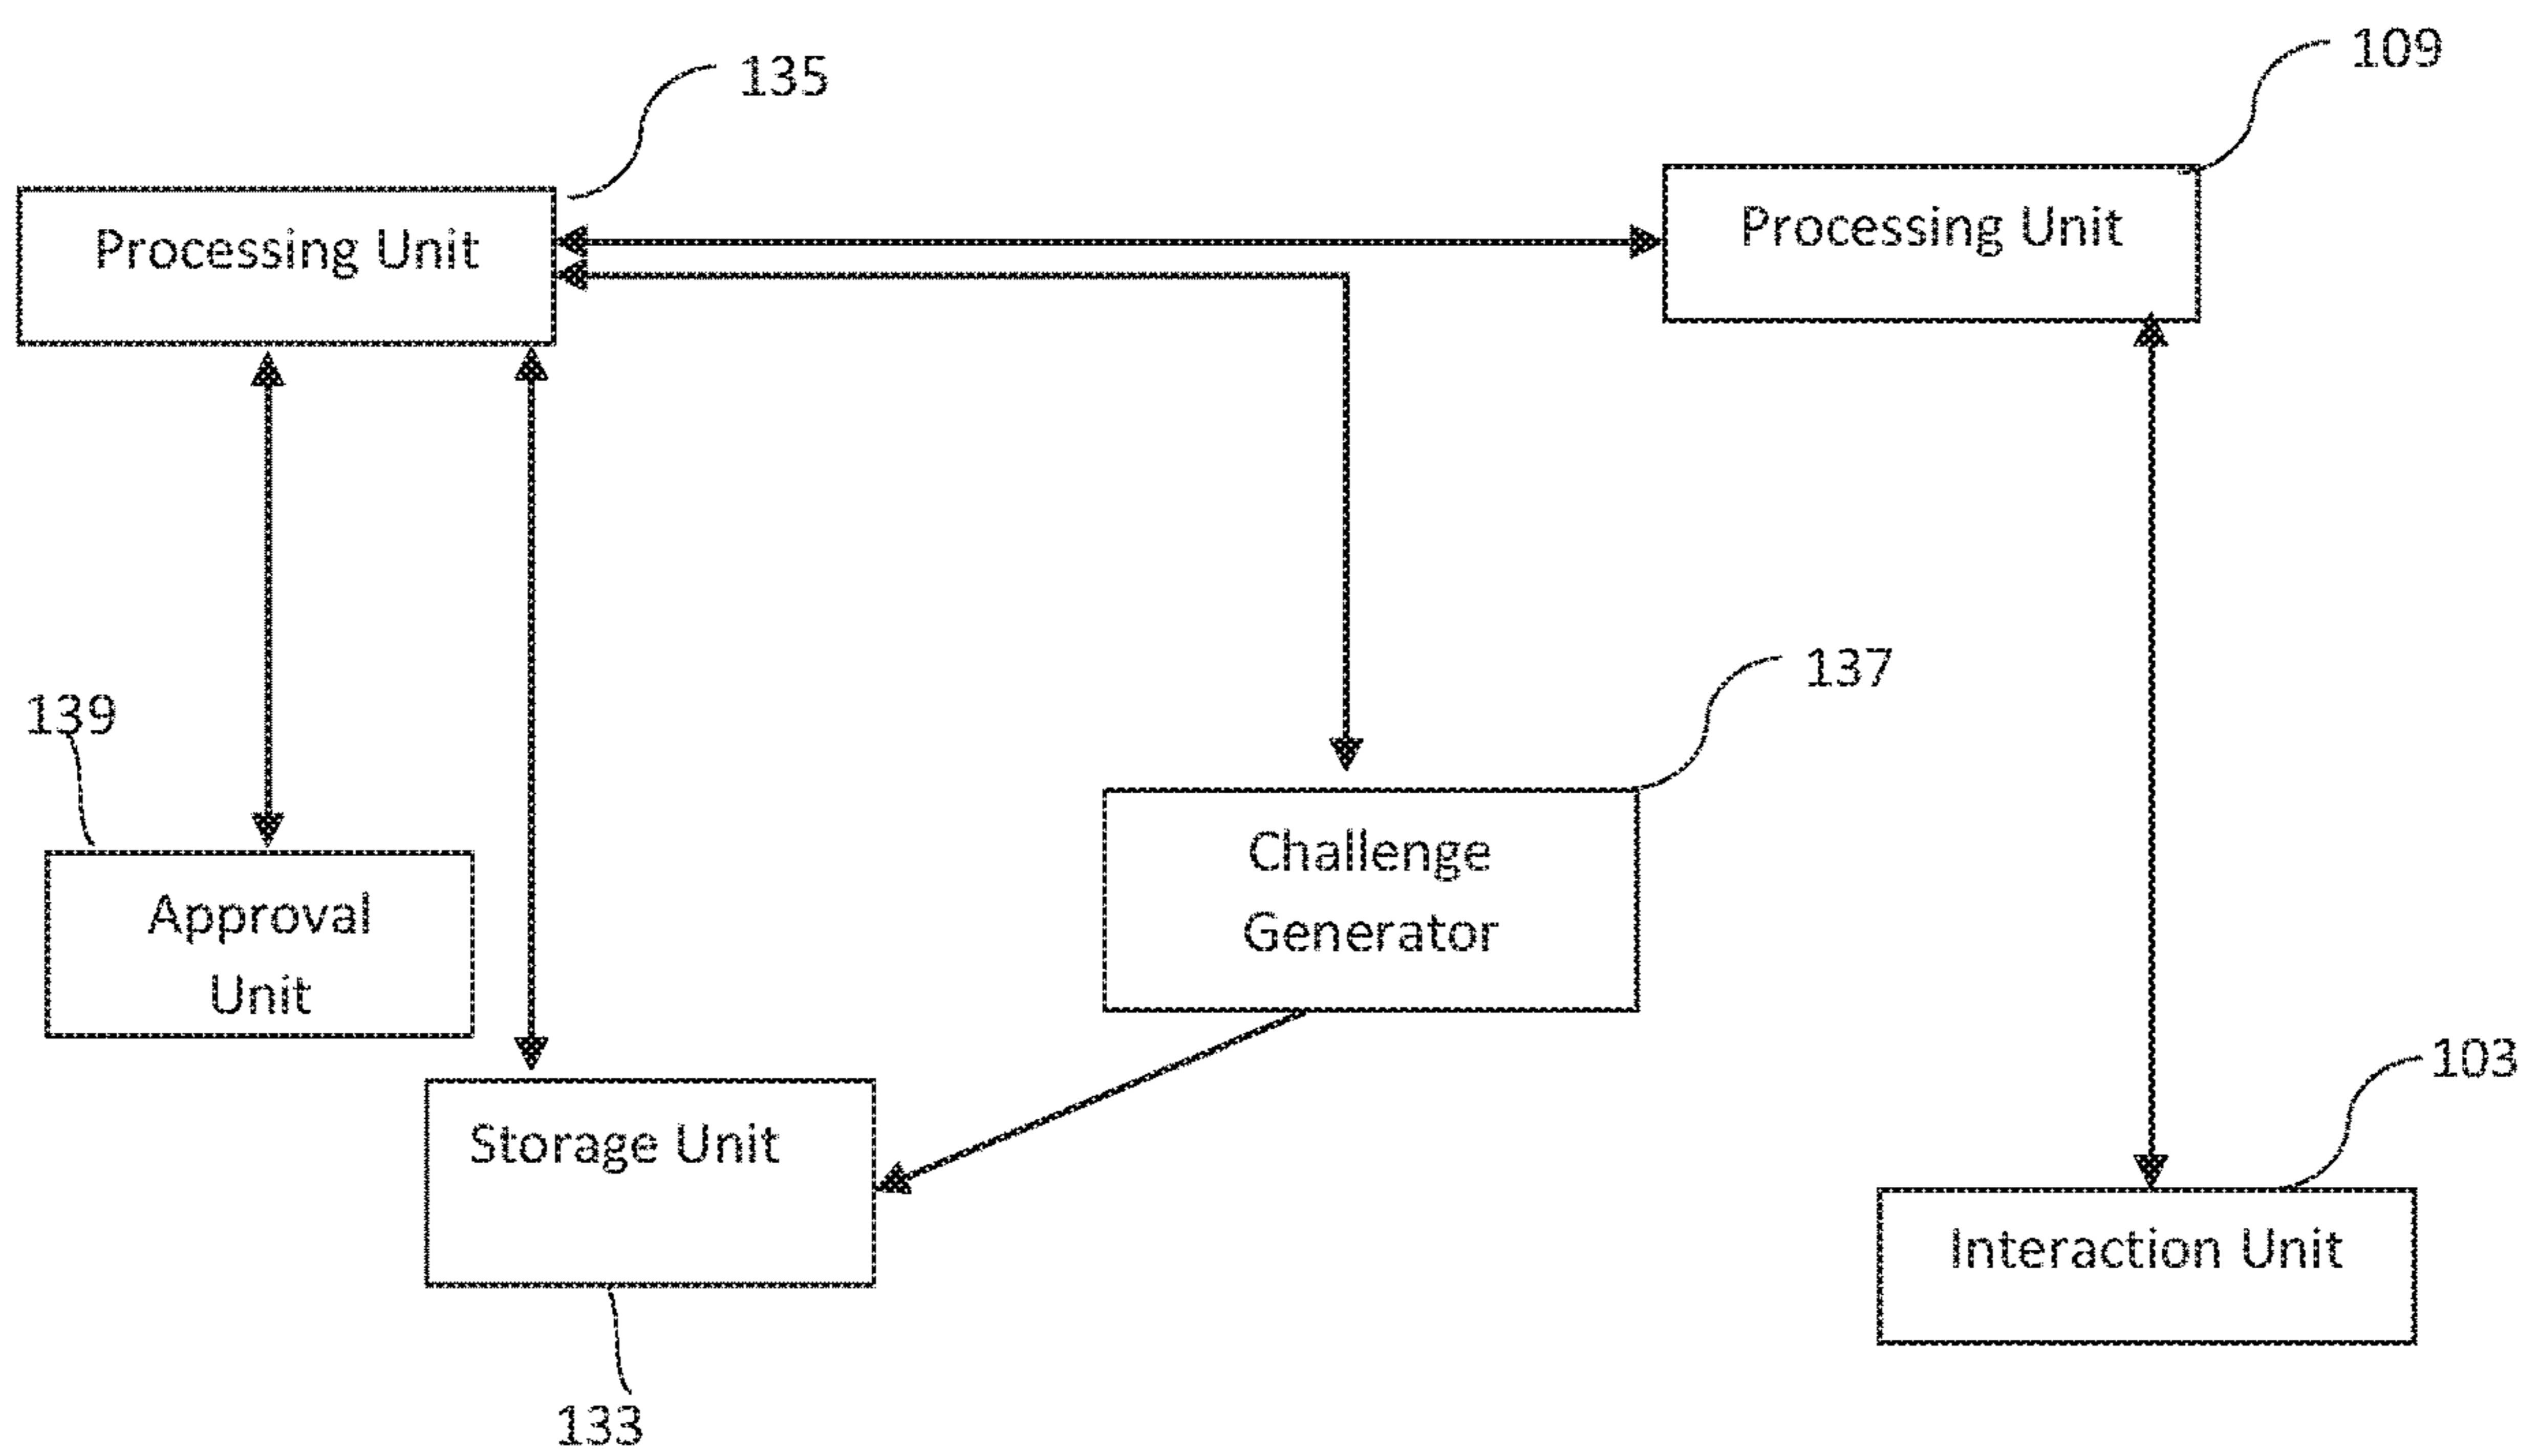 135
109
Processing Unit
Processing Unit
137
139
Challenge
Generator
Approval
Unit
103
Storage Unit
Interaction Unit
133